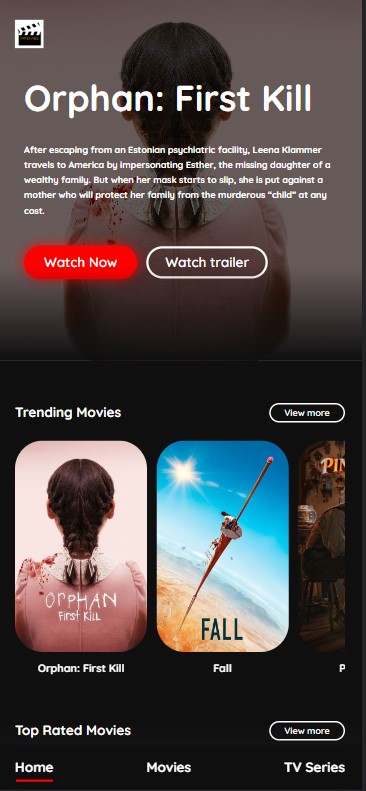 Orphan: First Kill
After escaping from an Estonian psychiatric facility, Leena Klammer
travels to America by impersonating Esther, the missing daughter of a
wealthy family. But when her mask starts to slip, she is put against a
mother who will protect her family from the murderous “child” at any
cost.
Watch Now
Watch trailer
Trending Movies
View more
ORPHAN
First Kill
FALL
PIN
Orphan: First Kill
Fall
P
Top Rated Movies
View more
Home
Movies
TV Series